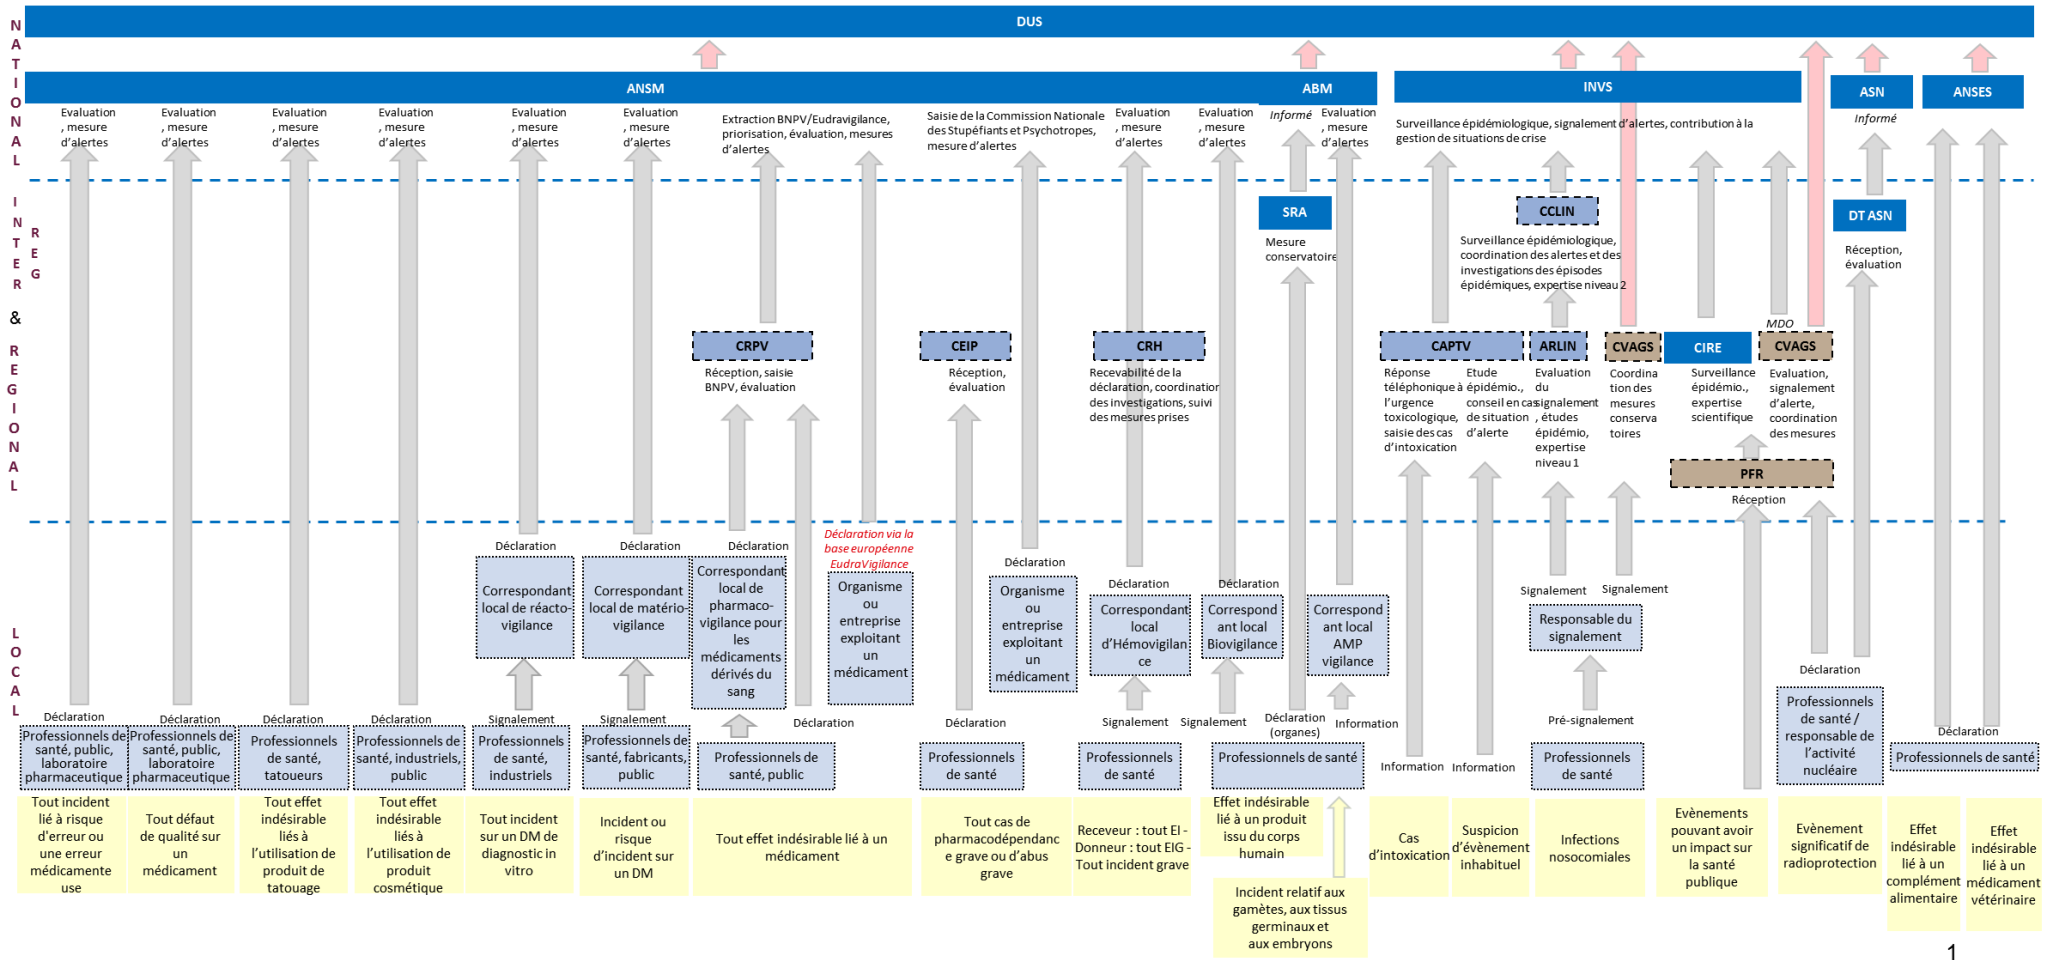 DUS
NATIONAL
ANSM
ABM
INVS
ASN
ANSES
Evaluation
, mesure
d'alertes
Evaluation
, mesure
d'alertes
Evaluation
, mesure
d'alertes
Evaluation
, mesure
d'alertes
Evaluation
, mesure
d'alertes
Evaluation
, mesure
d'alertes
Extraction BNPV/Eudravigilance,
priorisation, évaluation, mesures
d'alertes
Saisie de la Commission Nationale
des Stupéfiants et Psychotropes,
mesure d'alertes
Evaluation
, mesure
d'alertes
Evaluation
, mesure
d'alertes
Informé
Evaluation
, mesure
d'alertes
Surveillance épidémiologique, signalement d'alertes, contribution à la
gestion de situations de crise
Informé
INTER
REG
&
REGIONAL
SRA
Mesure
conservatoire
CCLIN
Surveillance épidémiologique,
coordination des alertes et des
investigations des épisodes
épidémiques, expertise niveau 2
DT ASN
Réception,
évaluation
CRPV
Réception, saisie
BNPV, évaluation
CEIP
Réception,
évaluation
CRH
Recevabilité de la
déclaration, coordination
des investigations, suivi
des mesures prises
CAPTV
Réponse
téléphonique à
l'urgence
toxicologique,
saisie des cas
d'intoxication
Etude
épidémio.,
conseil en cas
de situation
d'alerte
ARLIN
Evaluation
du
signalement
, études
épidémio,
expertise
niveau 1
CVAGS
Coordina
tion des
mesures
conserva
toires
CIRE
Surveillance
épidémio.,
expertise
scientifique
MDO
CVAGS
Evaluation,
signalement
d'alerte,
coordination
des mesures
PFR
Réception
LOCAL
Déclaration
Correspondant
local de réacto-
vigilance
Déclaration
Correspondant
local de matério-
vigilance
Déclaration
Correspondant
local de
pharmaco-
vigilance pour
les
médicaments
dérivés du
sang
Déclaration via la
base européenne
EudraVigilance
Organisme
ou
entreprise
exploitant
un
médicament
Déclaration
Organisme
ou
entreprise
exploitant
un
médicament
Déclaration
Correspondant
local
d'Hémovigilan
ce
Déclaration
Correspond
ant local
Biovigilance
Correspond
ant local
AMP
vigilance
Signalement
Signalement
Responsable du
signalement
Déclaration
Professionnels
de santé /
responsable de
l'activité
nucléaire
Déclaration
Professionnels de
santé, public,
laboratoire
pharmaceutique
Déclaration
Professionnels de
santé, public,
laboratoire
pharmaceutique
Déclaration
Professionnels
de santé,
tatoueurs
Déclaration
Professionnels de
santé, industriels,
public
Signalement
Professionnels
de santé,
industriels
Signalement
Professionnels de
santé, fabricants,
public
Déclaration
Professionnels de
santé, public
Déclaration
Professionnels
de santé
Signalement
Professionnels
de santé
Signalement
Déclaration
(organes)
Information
Professionnels de santé
Information
Information
Pré-signalement
Professionnels
de santé
Déclaration
Professionnels de santé
Tout incident
lié à risque
d'erreur ou
une erreur
médicamente
use
Tout défaut
de qualité sur
un
médicament
Tout effet
indésirable
liés à
l'utilisation de
produit de
tatouage
Tout effet
indésirable
liés à
l'utilisation de
produit
cosmétique
Tout incident
sur un DM de
diagnostic in
vitro
Incident ou
risque
d'incident sur
un DM
Tout effet indésirable lié à un
médicament
Tout cas de
pharmacodépendanc
e grave ou d'abus
grave
Receveur : tout EI -
Donneur : tout EIG -
Tout incident grave
Effet indésirable
lié à un produit
issu du corps
humain
Incident relatif aux
gamètes, aux tissus
germinaux et
aux embryons
Cas
d'intoxication
Suspicion
d'évènement
inhabituel
Infections
nosocomiales
Evènements
pouvant avoir
un impact sur
la santé
publique
Evènement
significatif de
radioprotection
Effet
indésirable
lié à un
complément
alimentaire
Effet
indésirable
lié à un
médicament
vétérinaire
1